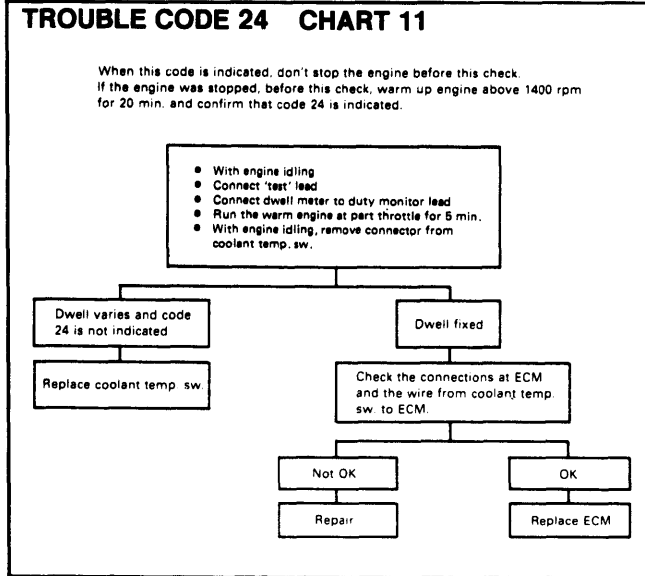 TROUBLE CODE 24 CHART 11
When this code is indicated, don't stop the engine before this check.
If the engine was stopped, before this check, warm up engine above 1400 rpm
for 20 min. and confirm that code 24 is indicated.
• With engine idling
• Connect 'test' lead
• Connect dwell meter to duty monitor lead
• Run the warm engine at part throttle for 5 min.
• With engine idling, remove connector from
coolant temp. sw.
Dwell varies and code
24 is not indicated
Dwell fixed
Replace coolant temp sw.
Check the connections at ECM
and the wire from coolant temp.
sw. to ECM.
Not OK
OK
Repair
Replace ECM